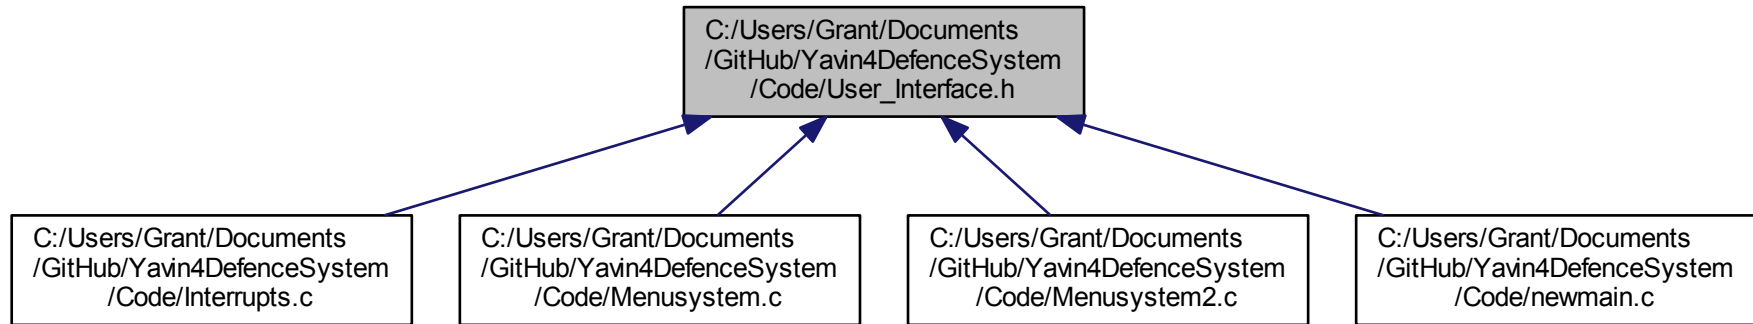 C:/Users/Grant/Documents
/GitHub/Yavin4DefenceSystem
/Code/User_Interface.h
C:/Users/Grant/Documents
/GitHub/Yavin4DefenceSystem
/Code/Interrupts.c
C:/Users/Grant/Documents
/GitHub/Yavin4DefenceSystem
/Code/Menusystem.c
C:/Users/Grant/Documents
/GitHub/Yavin4DefenceSystem
/Code/Menusystem2.c
C:/Users/Grant/Documents
/GitHub/Yavin4DefenceSystem
/Code/newmain.c